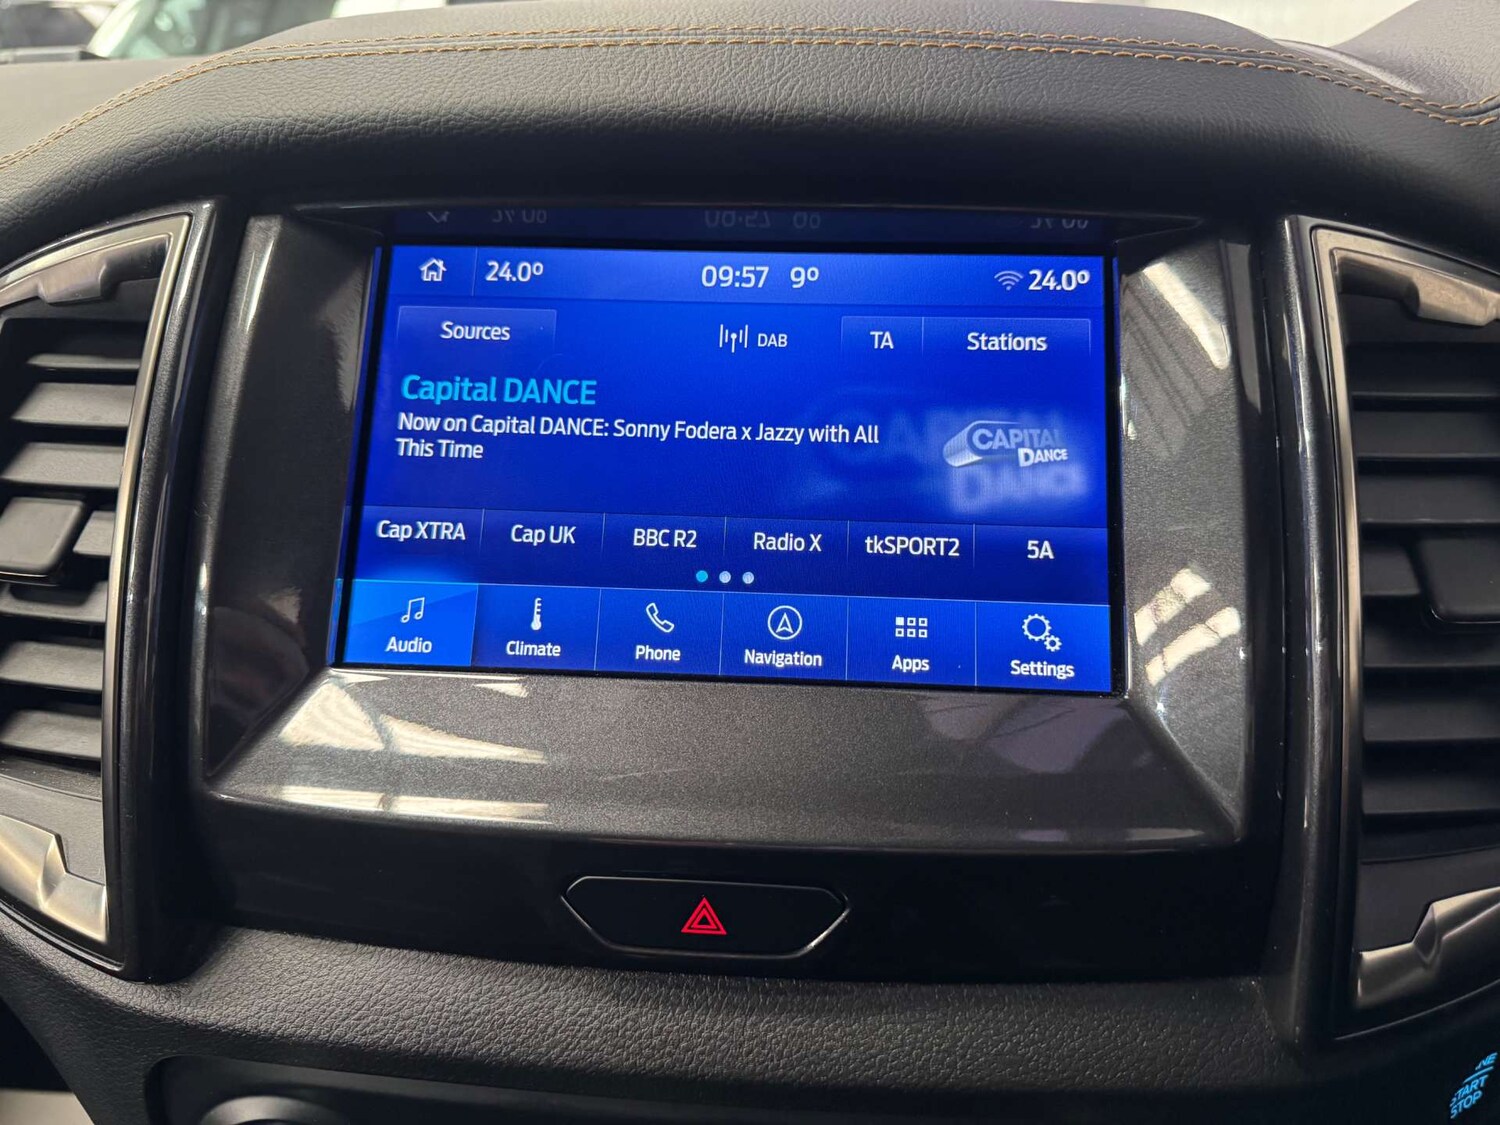 24.0º 09:57 9º 24.0º
Sources DAB TA Stations
Capital DANCE
Now on Capital DANCE: Sonny Fodera x Jazzy with All
This Time
CAPITAL
DANCE
Cap XTRA Cap UK BBC R2 Radio X tkSPORT2 5A
Audio Climate Phone Navigation Apps Settings
START
STOP